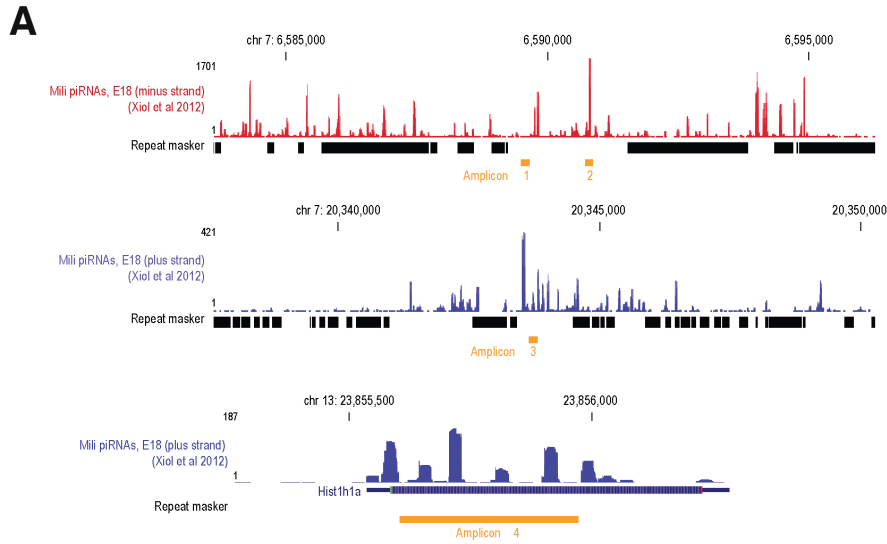 A
chr 7: 6,585,000 6,590,000 6,595,000
1701
Mili piRNAs, E18 (minus strand)
(Xiol et al 2012)
1
Repeat masker
Amplicon 1 2
chr 7: 20,340,000 20,345,000 20,350,000
421
Mili piRNAs, E18 (plus strand)
(Xiol et al 2012)
1
Repeat masker
Amplicon 3
chr 13: 23,855,500 23,856,000
187
Mili piRNAs, E18 (plus strand)
(Xiol et al 2012)
1
Hist1h1a
Repeat masker
Amplicon 4